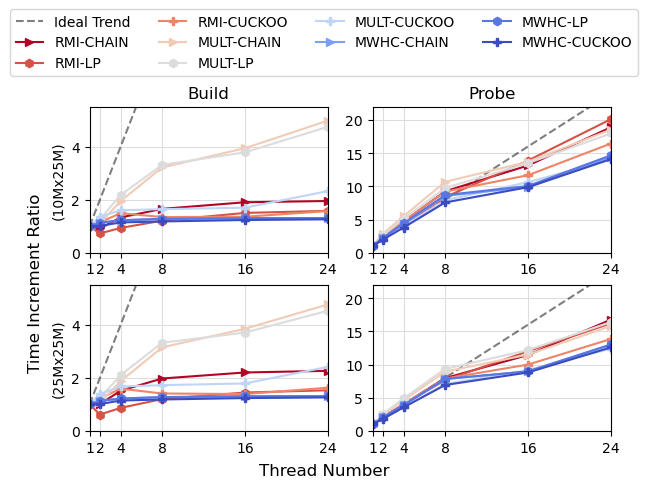 Ideal Trend
RMI-CHAIN
RMI-LP
RMI-CUCKOO
MULT-CHAIN
MULT-LP
MULT-CUCKOO
MWHC-CHAIN
MWHC-LP
MWHC-CUCKOO
Build
Probe
Time Increment Ratio
(10Mx25M)
4
2
0
1 2 4 8 16 24
20
15
10
5
0
1 2 4 8 16 24
(25Mx25M)
4
2
0
1 2 4 8 16 24
20
15
10
5
0
1 2 4 8 16 24
Thread Number